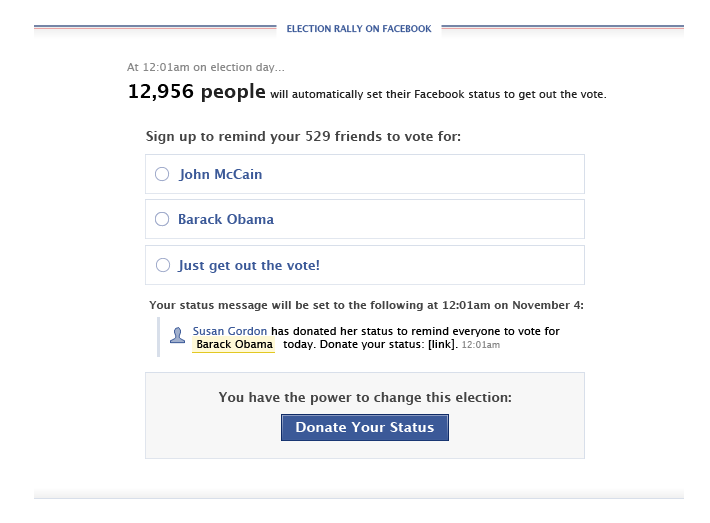 ELECTION RALLY ON FACEBOOK
At 12:01am on election day...
12,956 people will automatically set their Facebook status to get out the vote.
Sign up to remind your 529 friends to vote for:
John McCain
Barack Obama
Just get out the vote!
Your status message will be set to the following at 12:01am on November 4:
Susan Gordon has donated her status to remind everyone to vote for
Barack Obama today. Donate your status: [link]. 12:01am
You have the power to change this election:
Donate Your Status